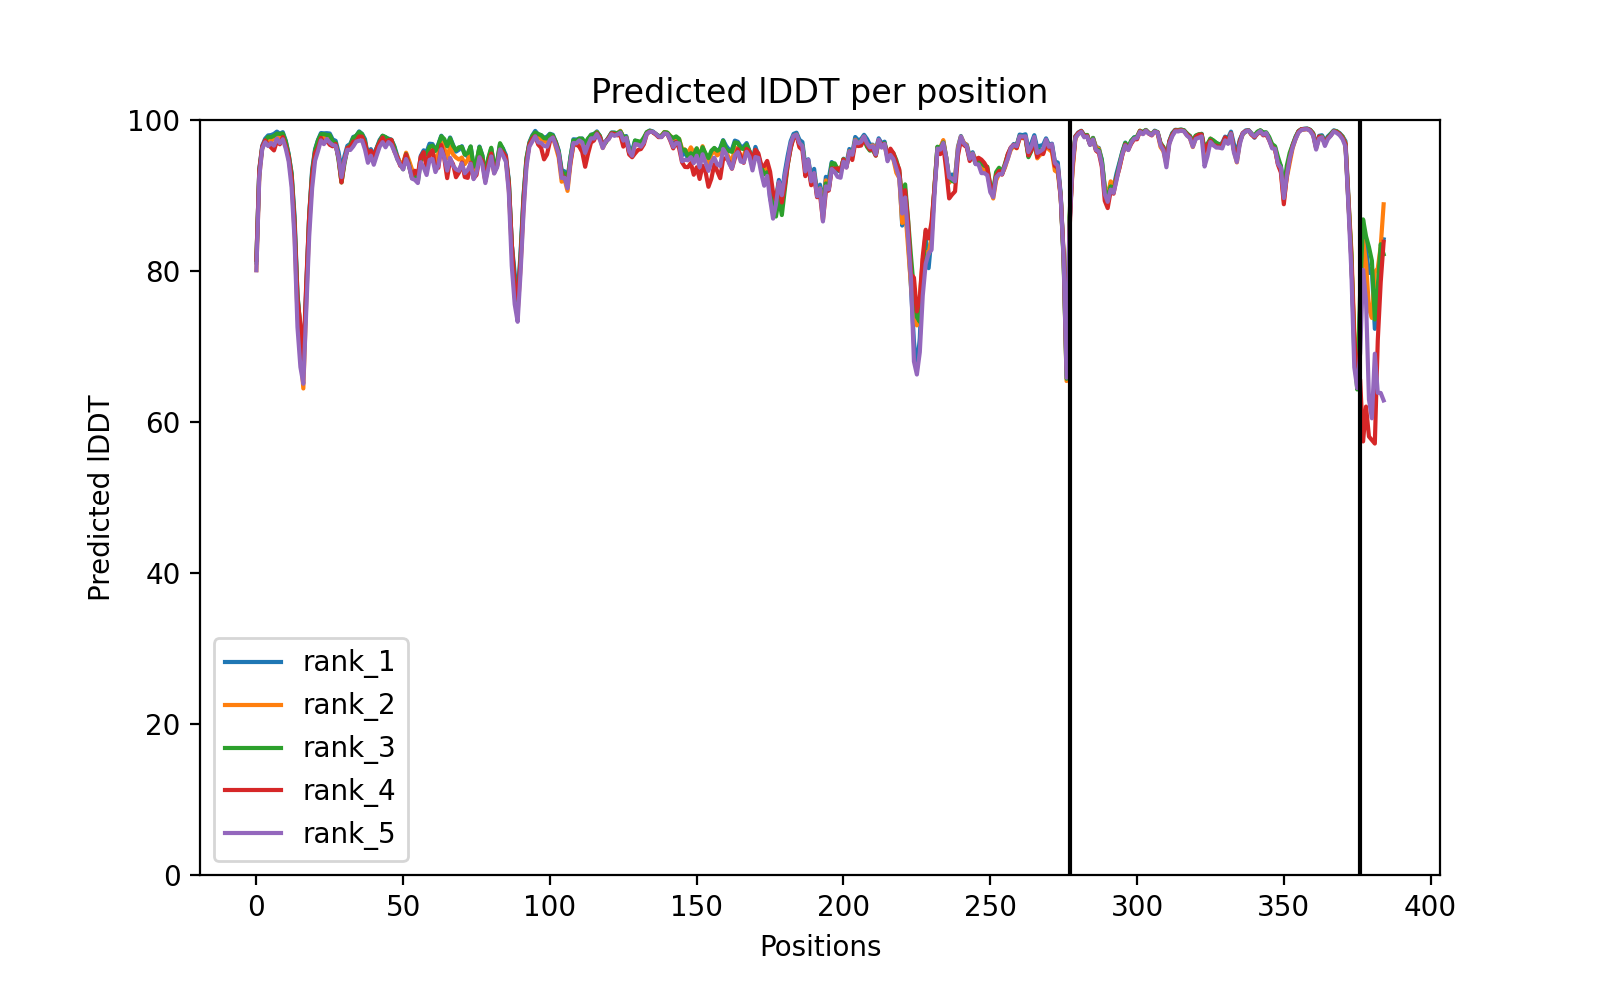 Predicted lDDT per position
100
80
60
40
20
0
Predicted lDDT
rank_1
rank_2
rank_3
rank_4
rank_5
0 50 100 150 200 250 300 350 400
Positions